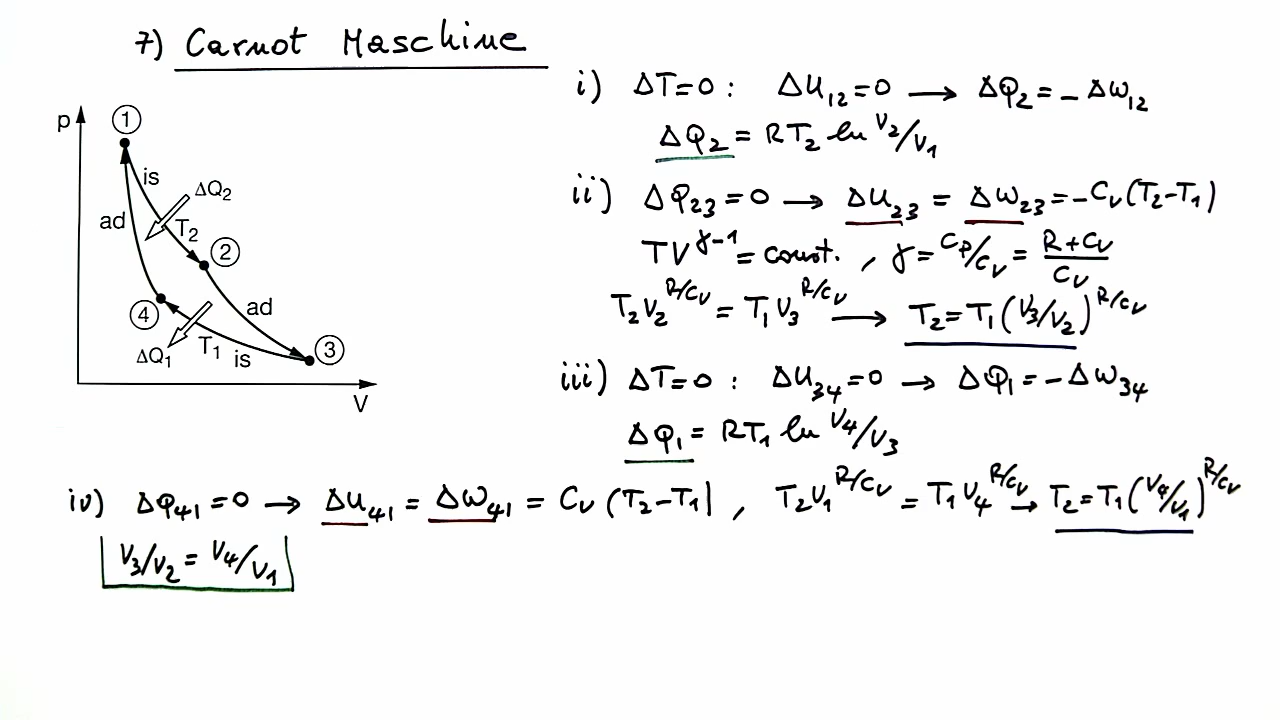 7) Carnot Maschine
p
①
is
ΔQ₂
ad
T₂
②
④
ad
ΔQ₁
T₁
is
③
V
i) ΔT=0 : ΔU₁₂=0 ⟶ ΔQ₂ = - ΔW₁₂
ΔQ₂ = RT₂ ln V₂/V₁
ii) ΔQ₂₃ = 0 → ΔU₂₃ = ΔW₂₃ = -Cᵥ(T₂-T₁)
TV^γ-1 = const. , γ = Cₚ/Cᵥ = R+Cᵥ / Cᵥ
T₂V₂^R/Cᵥ = T₁V₃^R/Cᵥ ⟶ T₂ = T₁(V₃/V₂)^R/Cᵥ
iii) ΔT=0 : ΔU₃₄=0 → ΔQ₁ = -ΔW₃₄
ΔQ₁ = RT₁ ln V₄/V₃
iv) ΔQ₄₁ = 0 → ΔU₄₁ = ΔW₄₁ = Cᵥ (T₂-T₁) , T₂V₁^R/Cᵥ = T₁V₄^R/Cᵥ → T₂ = T₁(V₄/V₁)^R/Cᵥ
V₃/V₂ = V₄/V₁